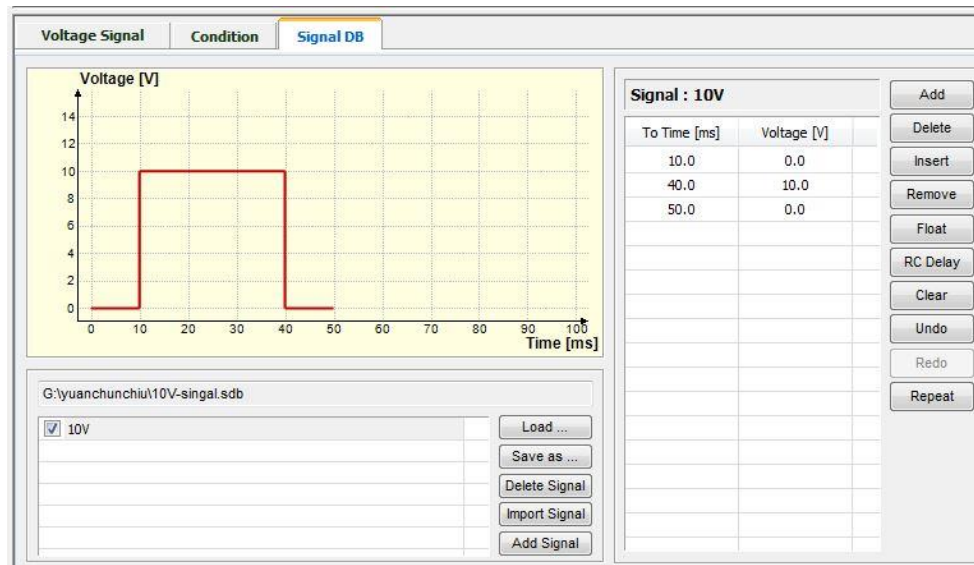 Voltage Signal Condition Signal DB
Voltage [V]
14
12
10
8
6
4
2
0
0 10 20 30 40 50 60 70 80 90 100
Time [ms]
G:\yuanchunchiu\10V-singal.sdb
10V
Load ...
Save as ...
Delete Signal
Import Signal
Add Signal
Signal : 10V
To Time [ms] Voltage [V]
10.0 0.0
40.0 10.0
50.0 0.0
Add
Delete
Insert
Remove
Float
RC Delay
Clear
Undo
Redo
Repeat